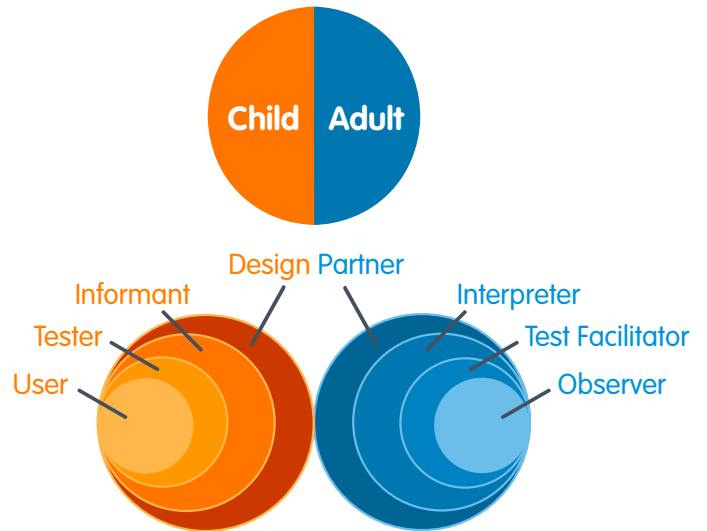 Child Adult
Design Partner
Informant
Interpreter
Tester
Test Facilitator
User
Observer